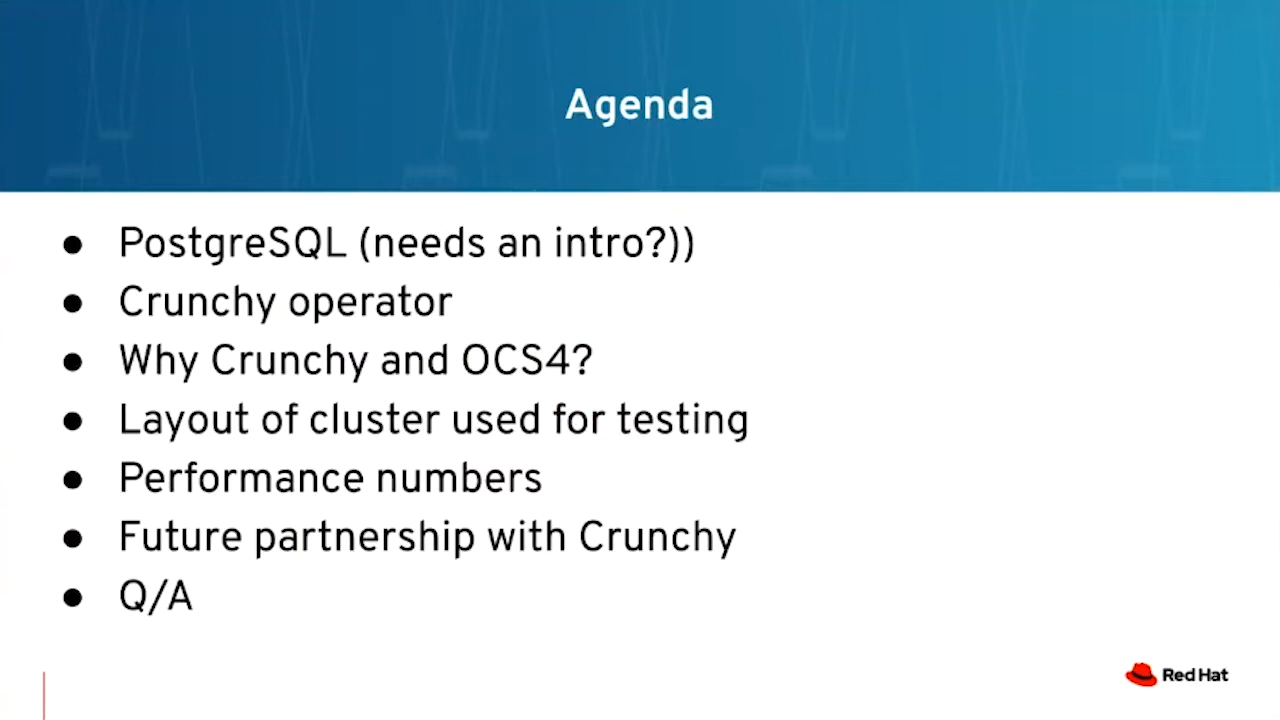 Agenda
● PostgreSQL (needs an intro?))
● Crunchy operator
● Why Crunchy and OCS4?
● Layout of cluster used for testing
● Performance numbers
● Future partnership with Crunchy
● Q/A
Red Hat